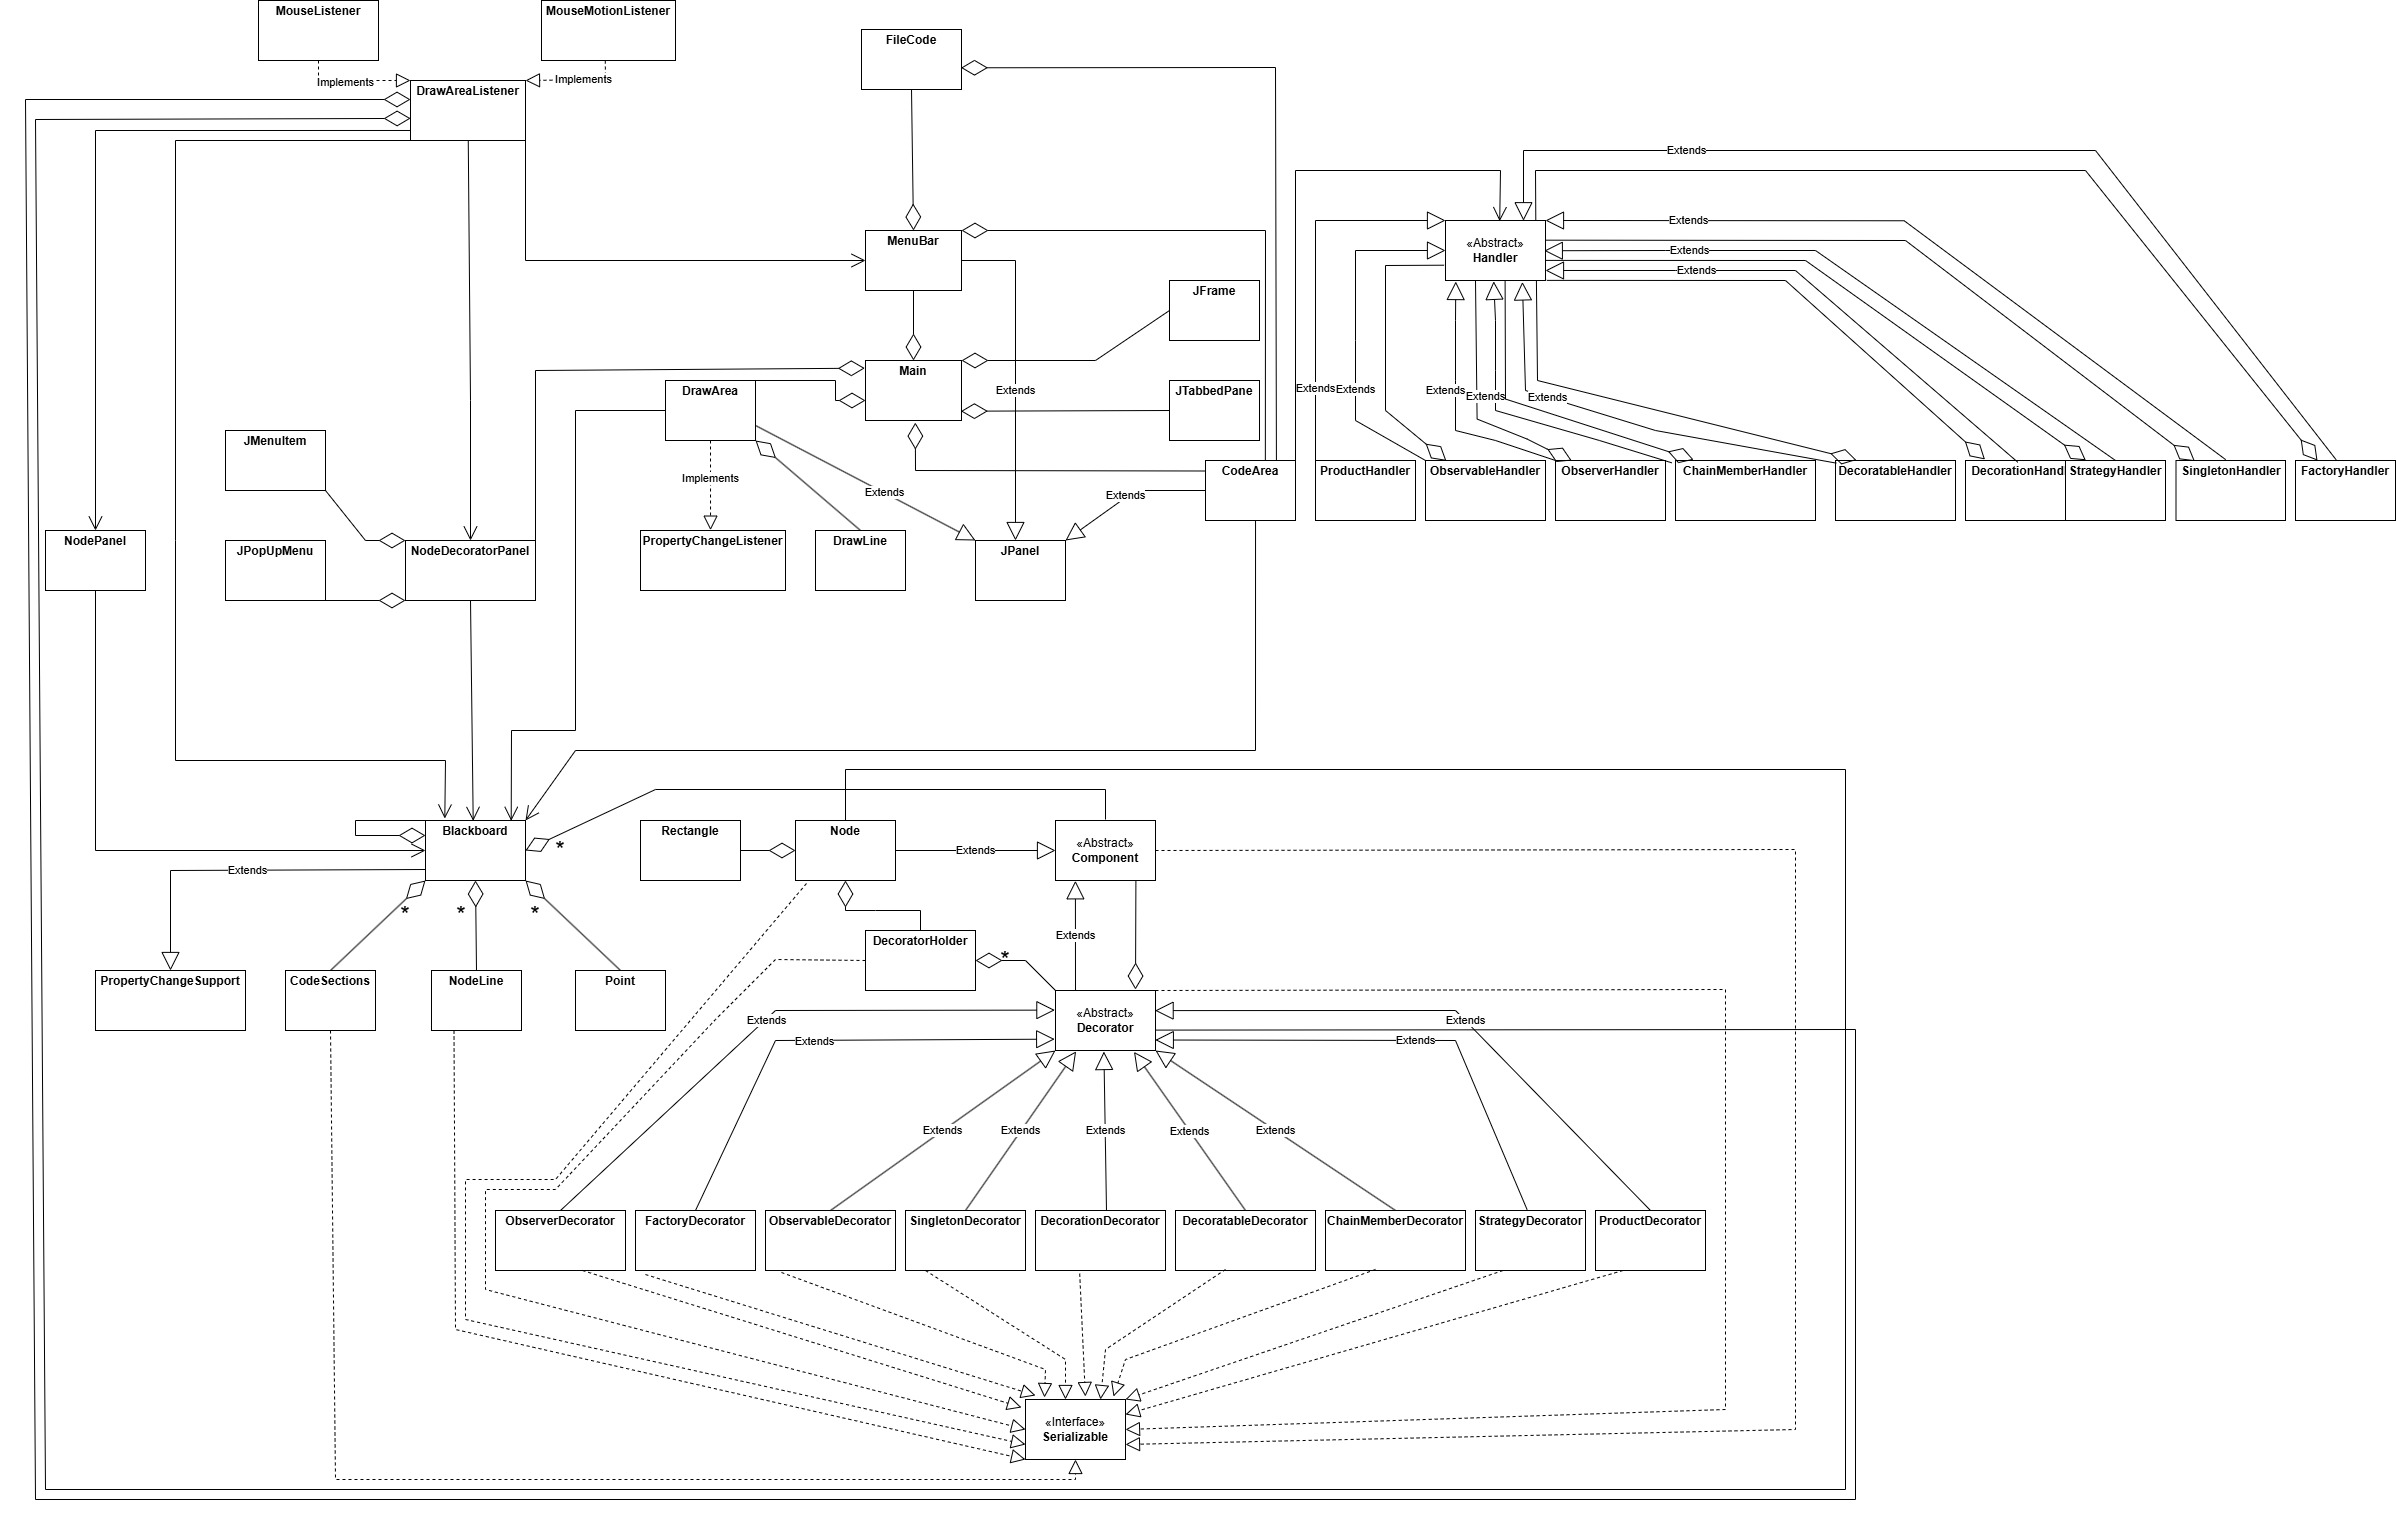 MouseListener
MouseMotionListener
FileCode
Implements
Implements
DrawAreaListener
Extends
Extends
MenuBar
«Abstract»
Handler
Extends
Extends
JFrame
Main
DrawArea
Extends
JTabbedPane
Extends
Extends
Extends
Extends
Extends
JMenuItem
CodeArea
ProductHandler
ObservableHandler
ObserverHandler
ChainMemberHandler
DecoratableHandler
DecorationHand
StrategyHandler
SingletonHandler
FactoryHandler
Implements
Extends
Extends
NodePanel
JPopUpMenu
NodeDecoratorPanel
PropertyChangeListener
DrawLine
JPanel
Blackboard
*
Rectangle
Node
Extends
«Abstract»
Component
Extends
*
*
*
Extends
DecoratorHolder
*
PropertyChangeSupport
CodeSections
NodeLine
Point
«Abstract»
Decorator
Extends
Extends
Extends
Extends
Extends
Extends
Extends
Extends
Extends
ObserverDecorator
FactoryDecorator
ObservableDecorator
SingletonDecorator
DecorationDecorator
DecoratableDecorator
ChainMemberDecorator
StrategyDecorator
ProductDecorator
«Interface»
Serializable